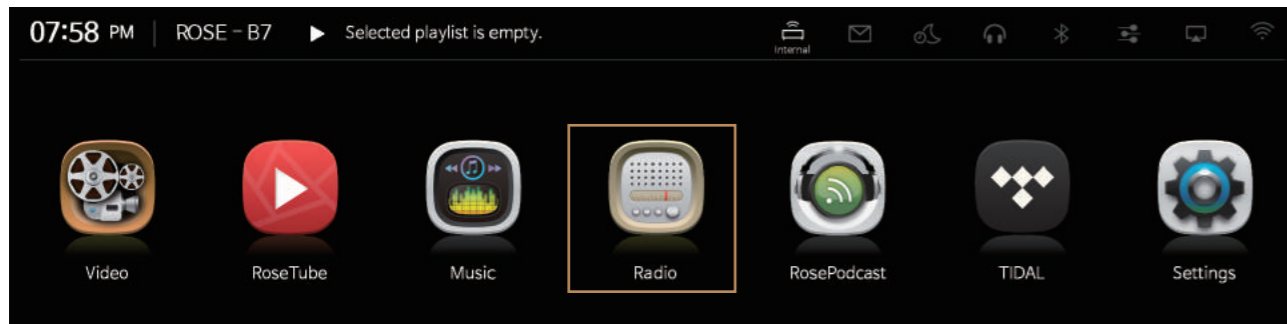 07:58 PM ROSE - B7 Selected playlist is empty.
Internal
Video RoseTube Music Radio RosePodcast TIDAL Settings